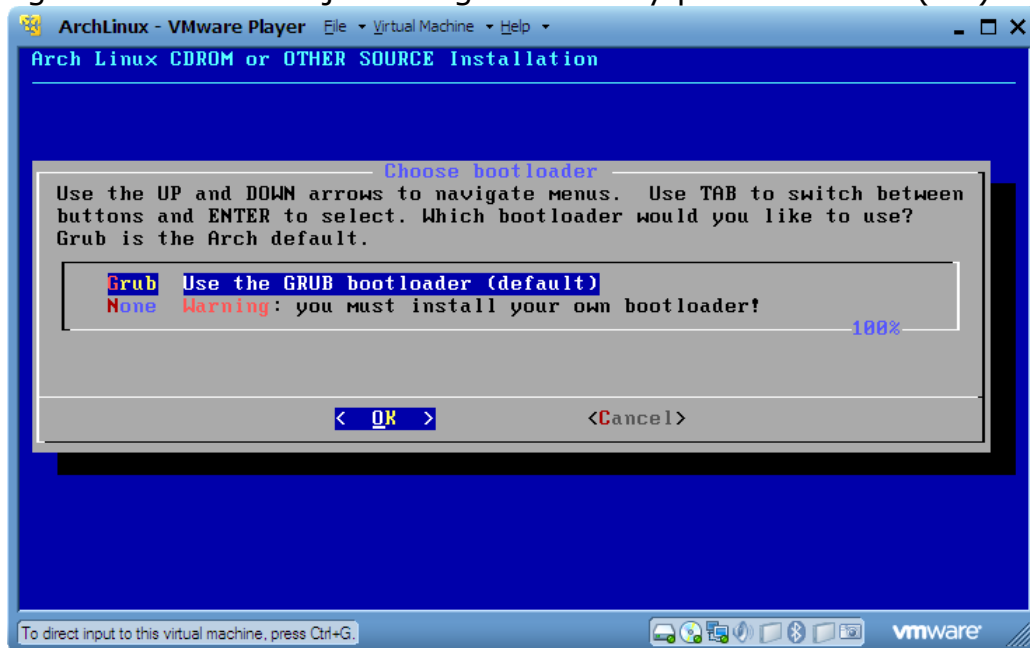 ArchLinux - VMware Player File Virtual Machine Help
Arch Linux CDROM or OTHER SOURCE Installation
Choose bootloader
Use the UP and DOWN arrows to navigate menus. Use TAB to switch between
buttons and ENTER to select. Which bootloader would you like to use?
Grub is the Arch default.
Grub Use the GRUB bootloader (default)
None Warning: you must install your own bootloader!
100%
< OK > <Cancel>
To direct input to this virtual machine, press Ctrl+G. vmware